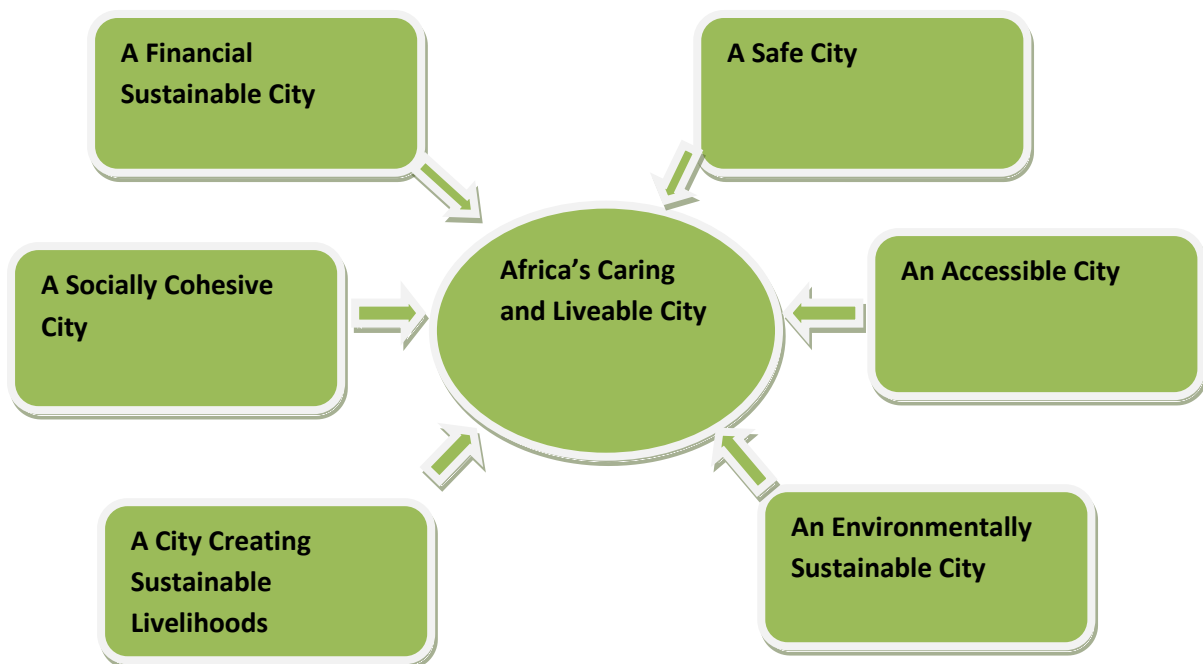 A Financial
Sustainable City
A Safe City
A Socially Cohesive
City
Africa’s Caring
and Liveable City
An Accessible City
A City Creating
Sustainable
Livelihoods
An Environmentally
Sustainable City